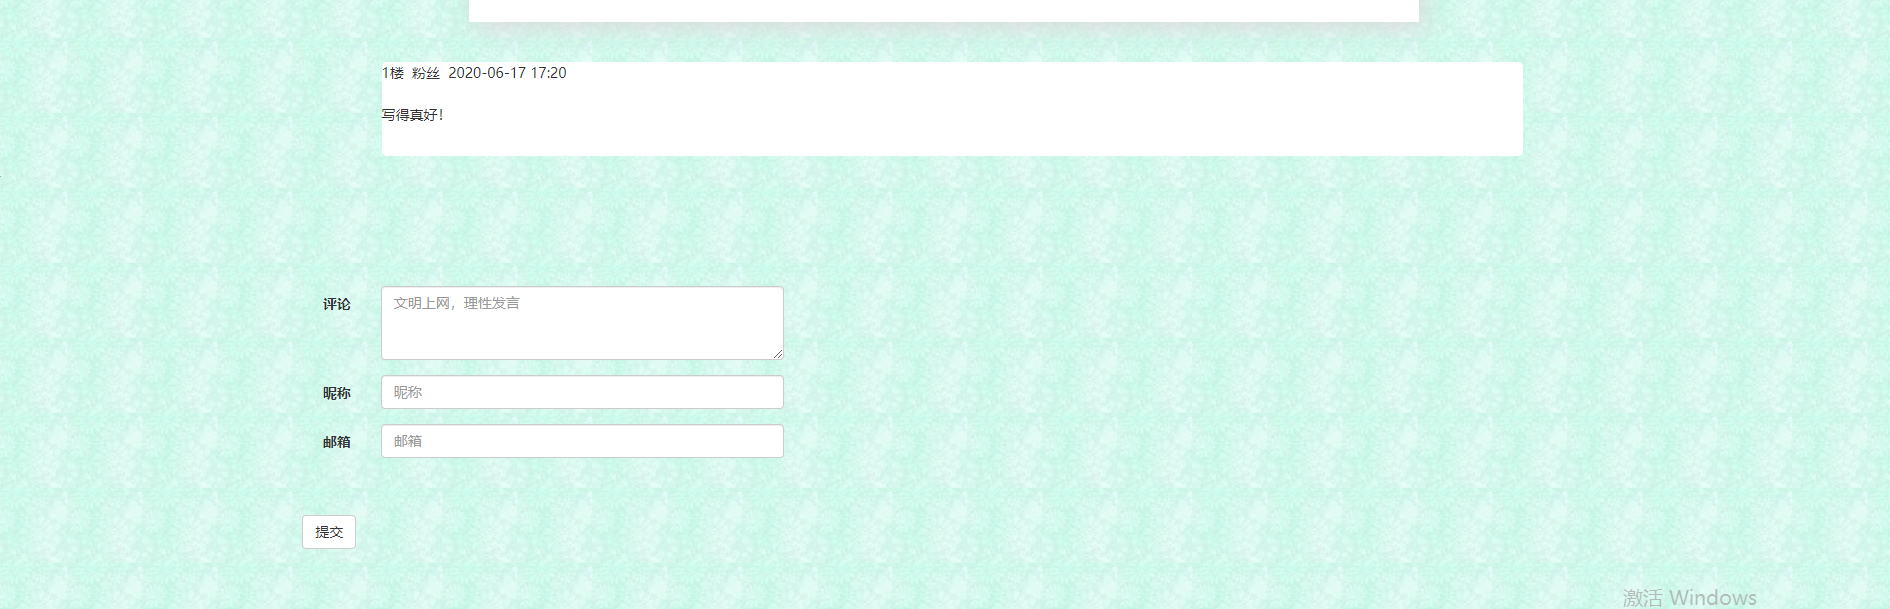 1楼 粉丝 2020-06-17 17:20
写得真好！
评论
文明上网，理性发言
昵称
昵称
邮箱
邮箱
提交
激活 Windows